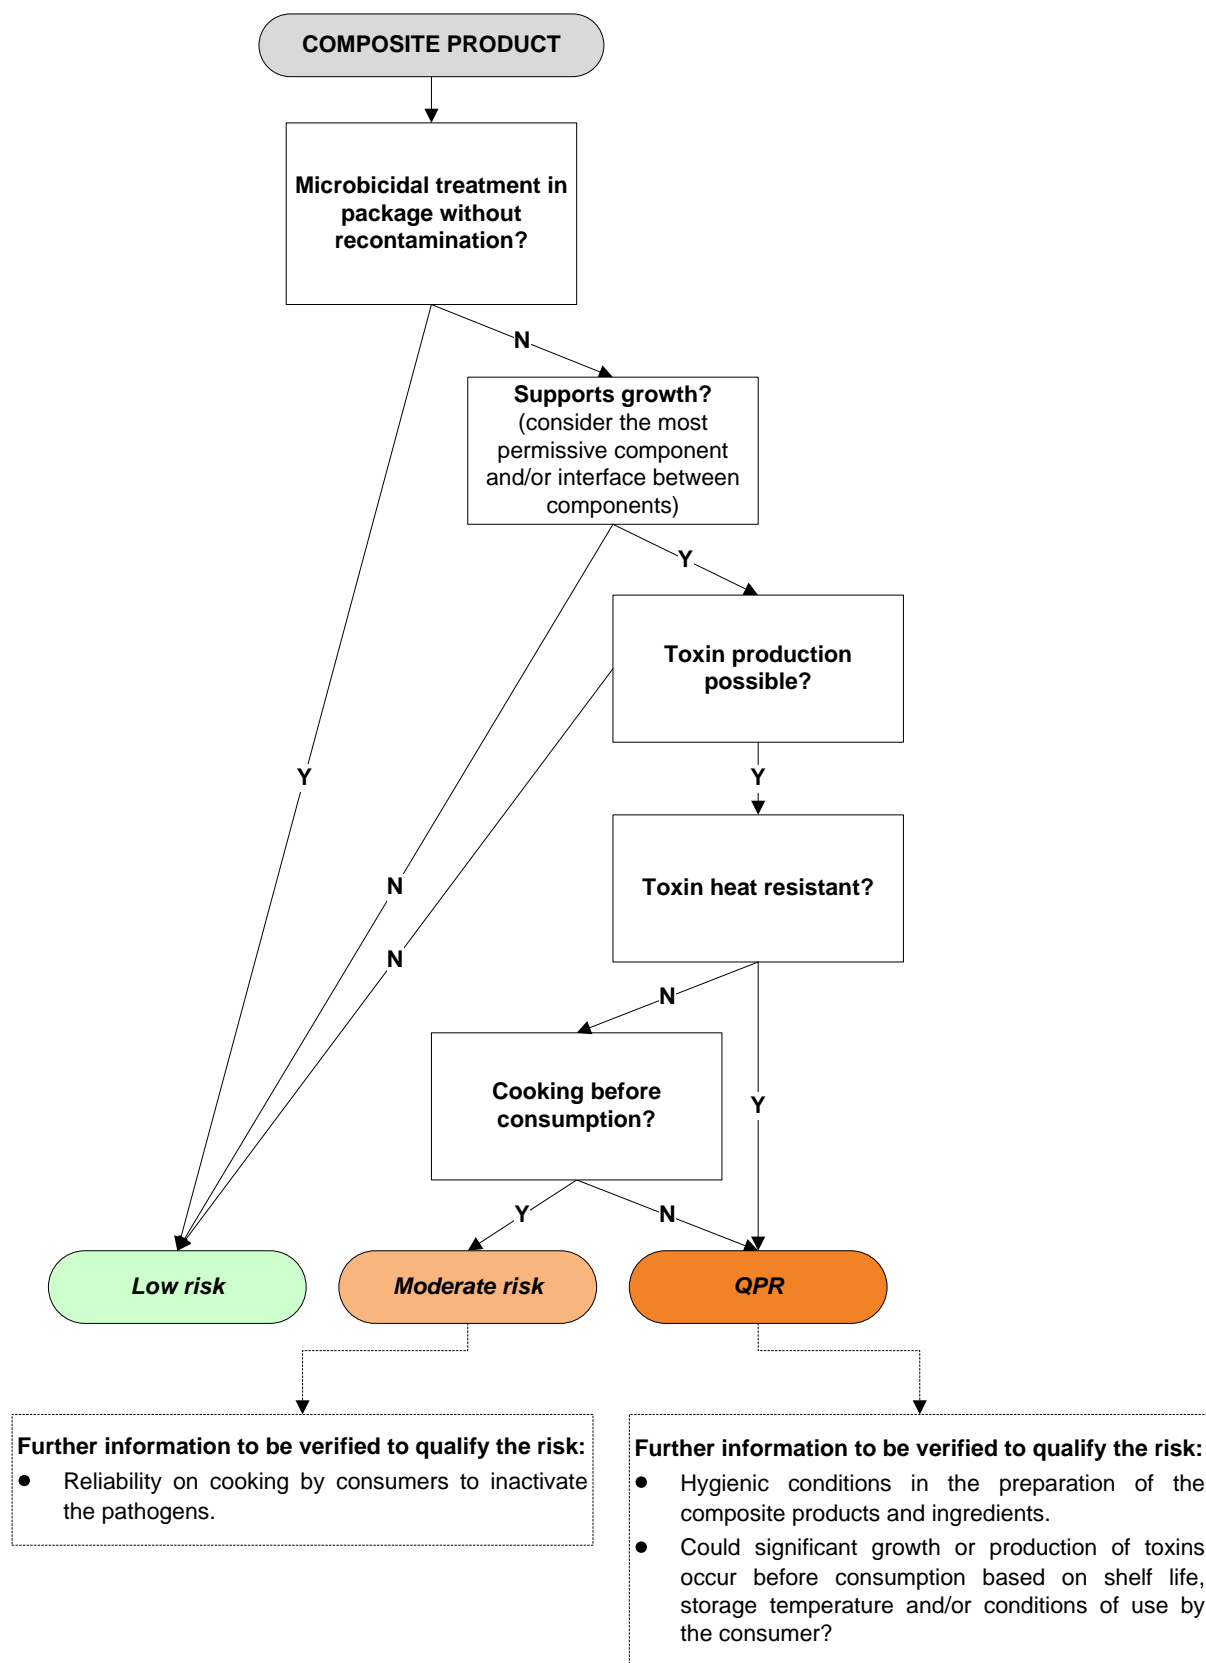 COMPOSITE PRODUCT
Microbicidal treatment in
package without
recontamination?
N
Supports growth?
(consider the most
permissive component
and/or interface between
components)
Y
Toxin production
possible?
Y
Y
Toxin heat resistant?
N
N
N
Cooking before
consumption?
Y
Y
N
Low risk
Moderate risk
QPR
Further information to be verified to qualify the risk:
● Reliability on cooking by consumers to inactivate
the pathogens.
Further information to be verified to qualify the risk:
● Hygienic conditions in the preparation of the
composite products and ingredients.
● Could significant growth or production of toxins
occur before consumption based on shelf life,
storage temperature and/or conditions of use by
the consumer?